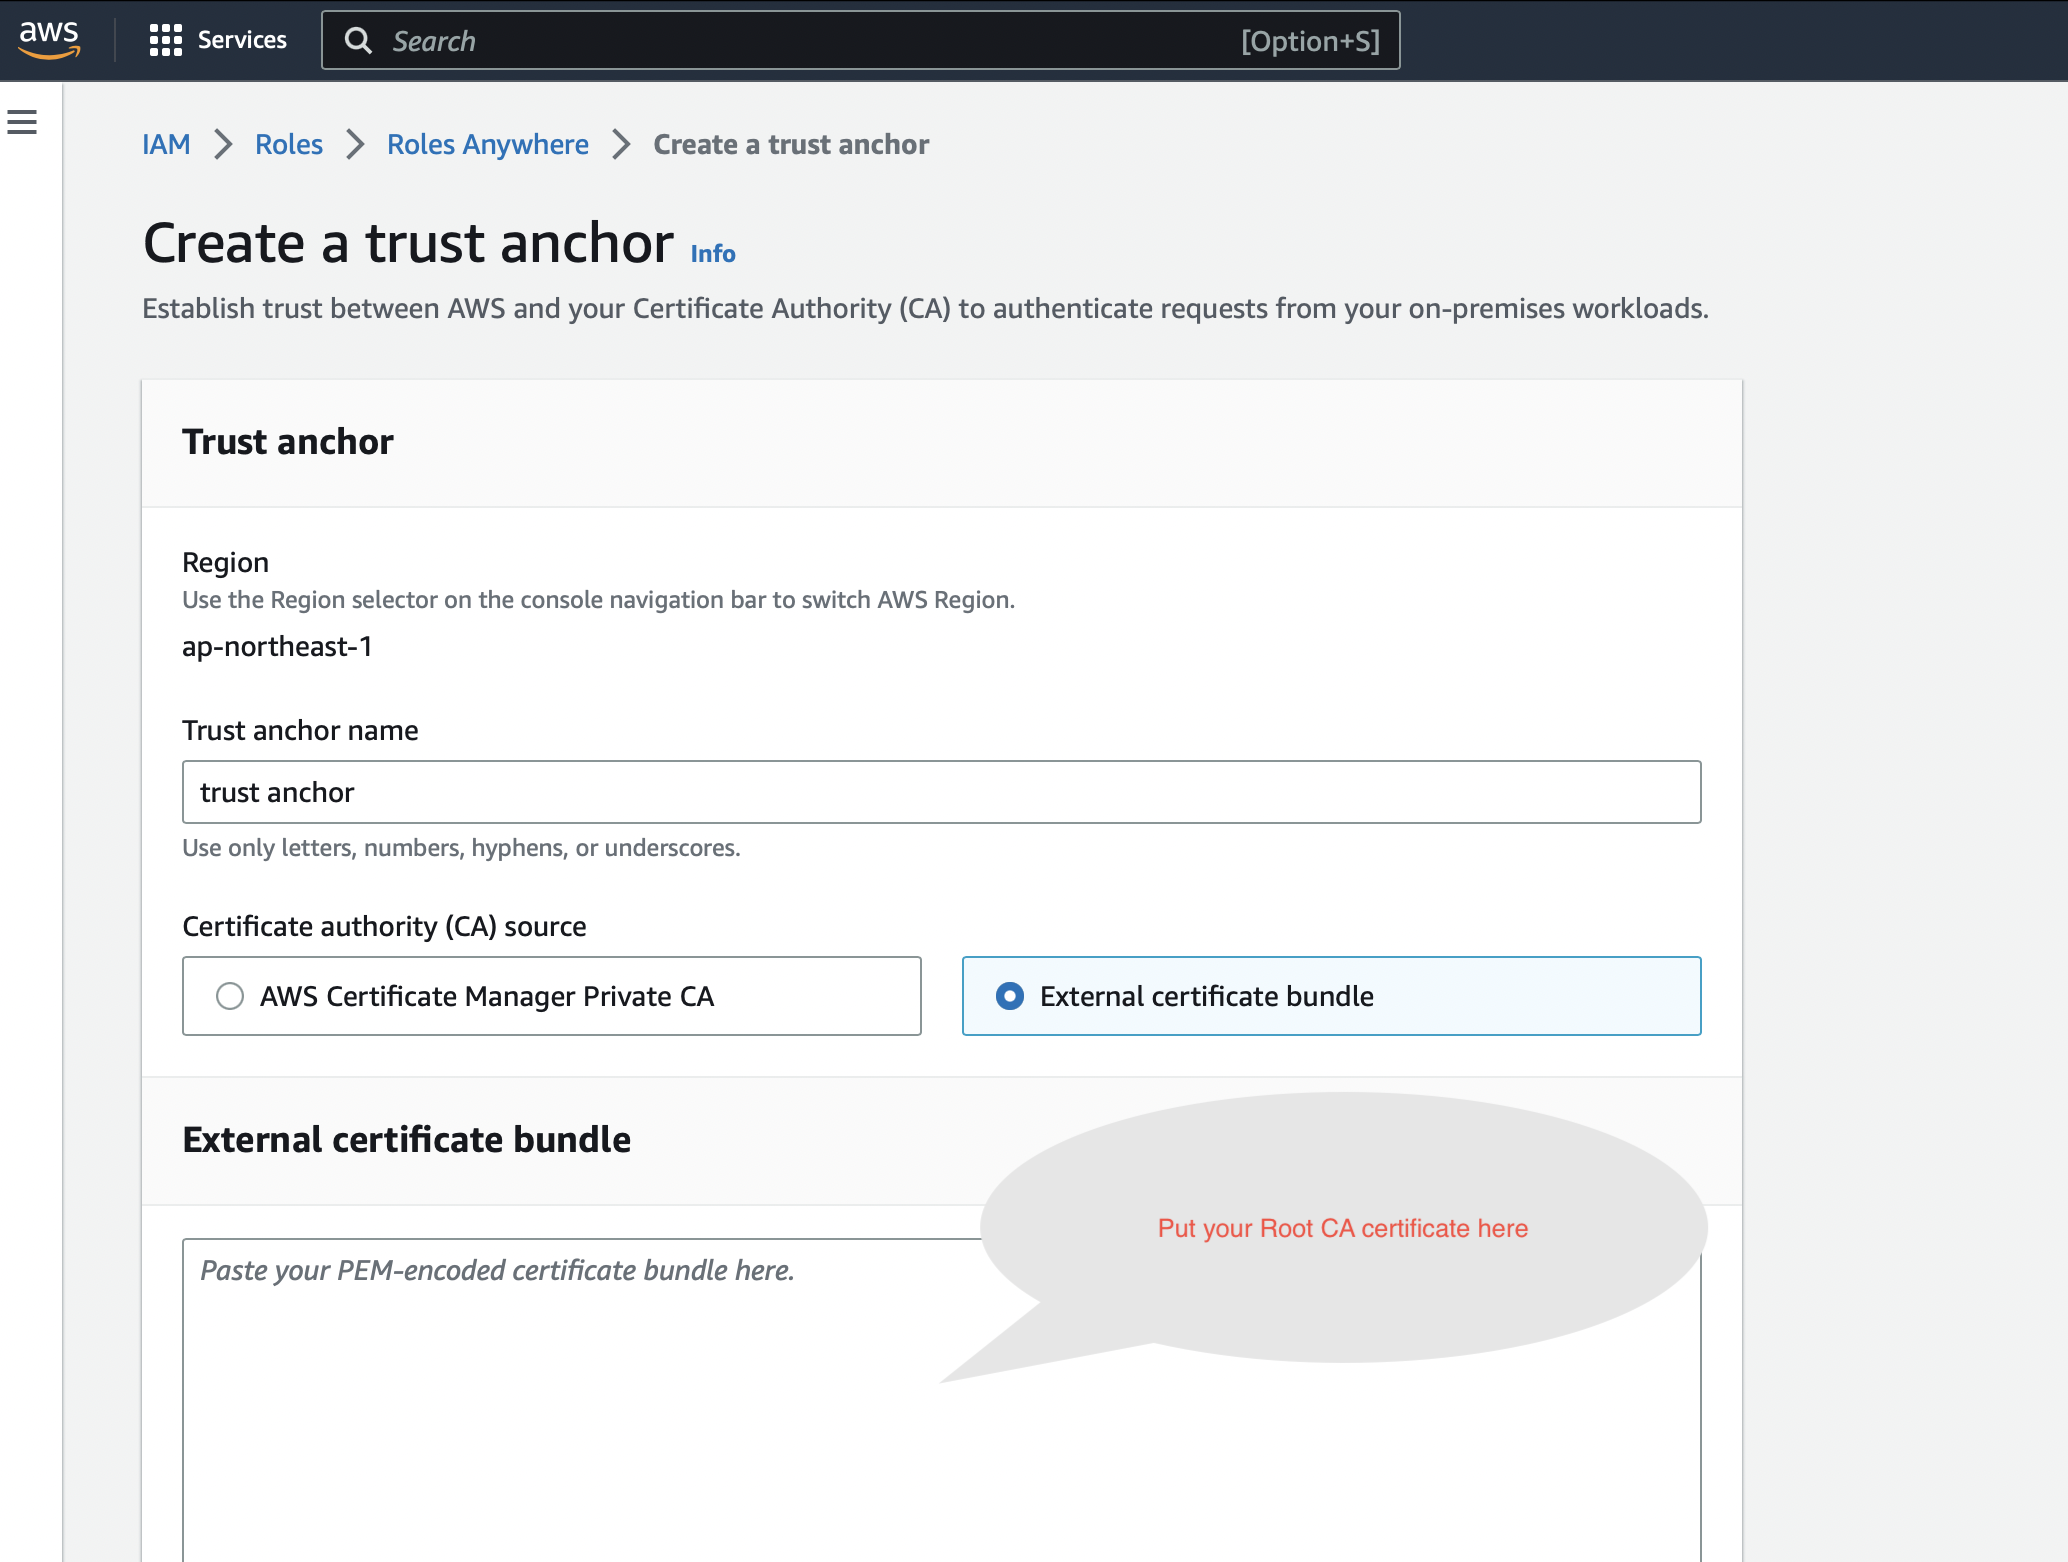 aws
Services
Search
[Option+S]
IAM
Roles
Roles Anywhere
Create a trust anchor
Create a trust anchor Info
Establish trust between AWS and your Certificate Authority (CA) to authenticate requests from your on-premises workloads.
Trust anchor
Region
Use the Region selector on the console navigation bar to switch AWS Region.
ap-northeast-1
Trust anchor name
trust anchor
Use only letters, numbers, hyphens, or underscores.
Certificate authority (CA) source
AWS Certificate Manager Private CA
External certificate bundle
External certificate bundle
Put your Root CA certificate here
Paste your PEM-encoded certificate bundle here.